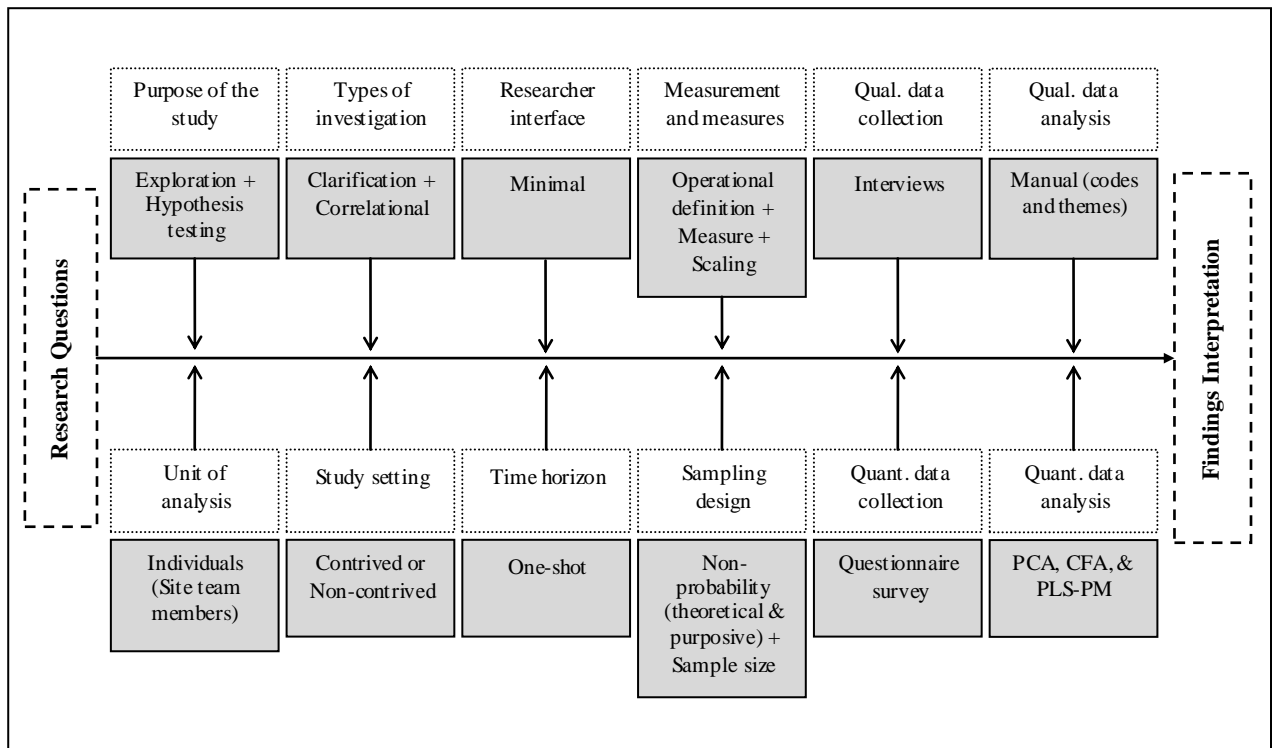 Research Questions
Purpose of the
study
Exploration +
Hypothesis
testing
Types of
investigation
Clarification +
Correlational
Researcher
interface
Minimal
Measurement
and measures
Operational
definition +
Measure +
Scaling
Qual. data
collection
Interviews
Qual. data
analysis
Manual (codes
and themes)
Unit of
analysis
Individuals
(Site team
members)
Study setting
Contrived or
Non-contrived
Time horizon
One-shot
Sampling
design
Non-
probability
(theoretical &
purposive) +
Sample size
Quant. data
collection
Questionnaire
survey
Quant. data
analysis
PCA, CFA, &
PLS-PM
Findings Interpretation